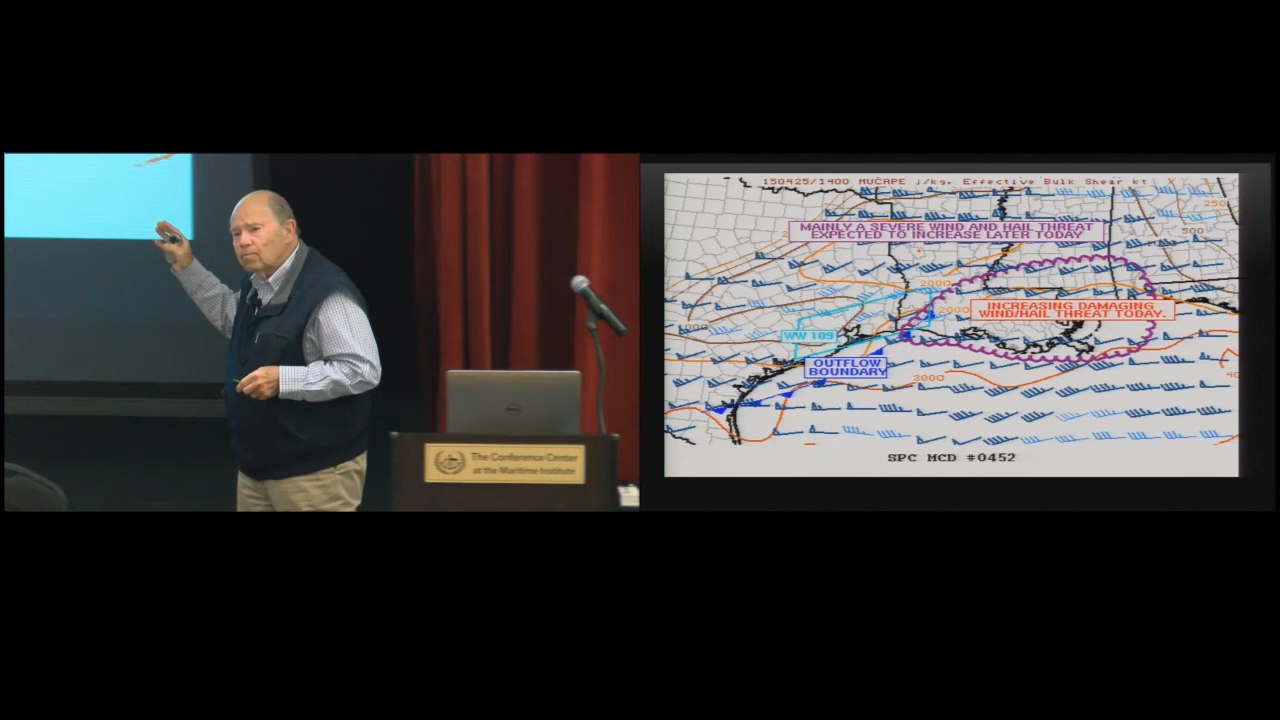 150425/1400 MUCAPE j/kg, Effective Bulk Shear kt
250
MAINLY A SEVERE WIND AND HAIL THREAT
EXPECTED TO INCREASE LATER TODAY
500
2000
INCREASING DAMAGING
WIND/HAIL THREAT TODAY.
2000
WW 109
OUTFLOW
BOUNDARY
3000
SPC MCD #0452
DELL
The Conference Center
at the Maritime Institute